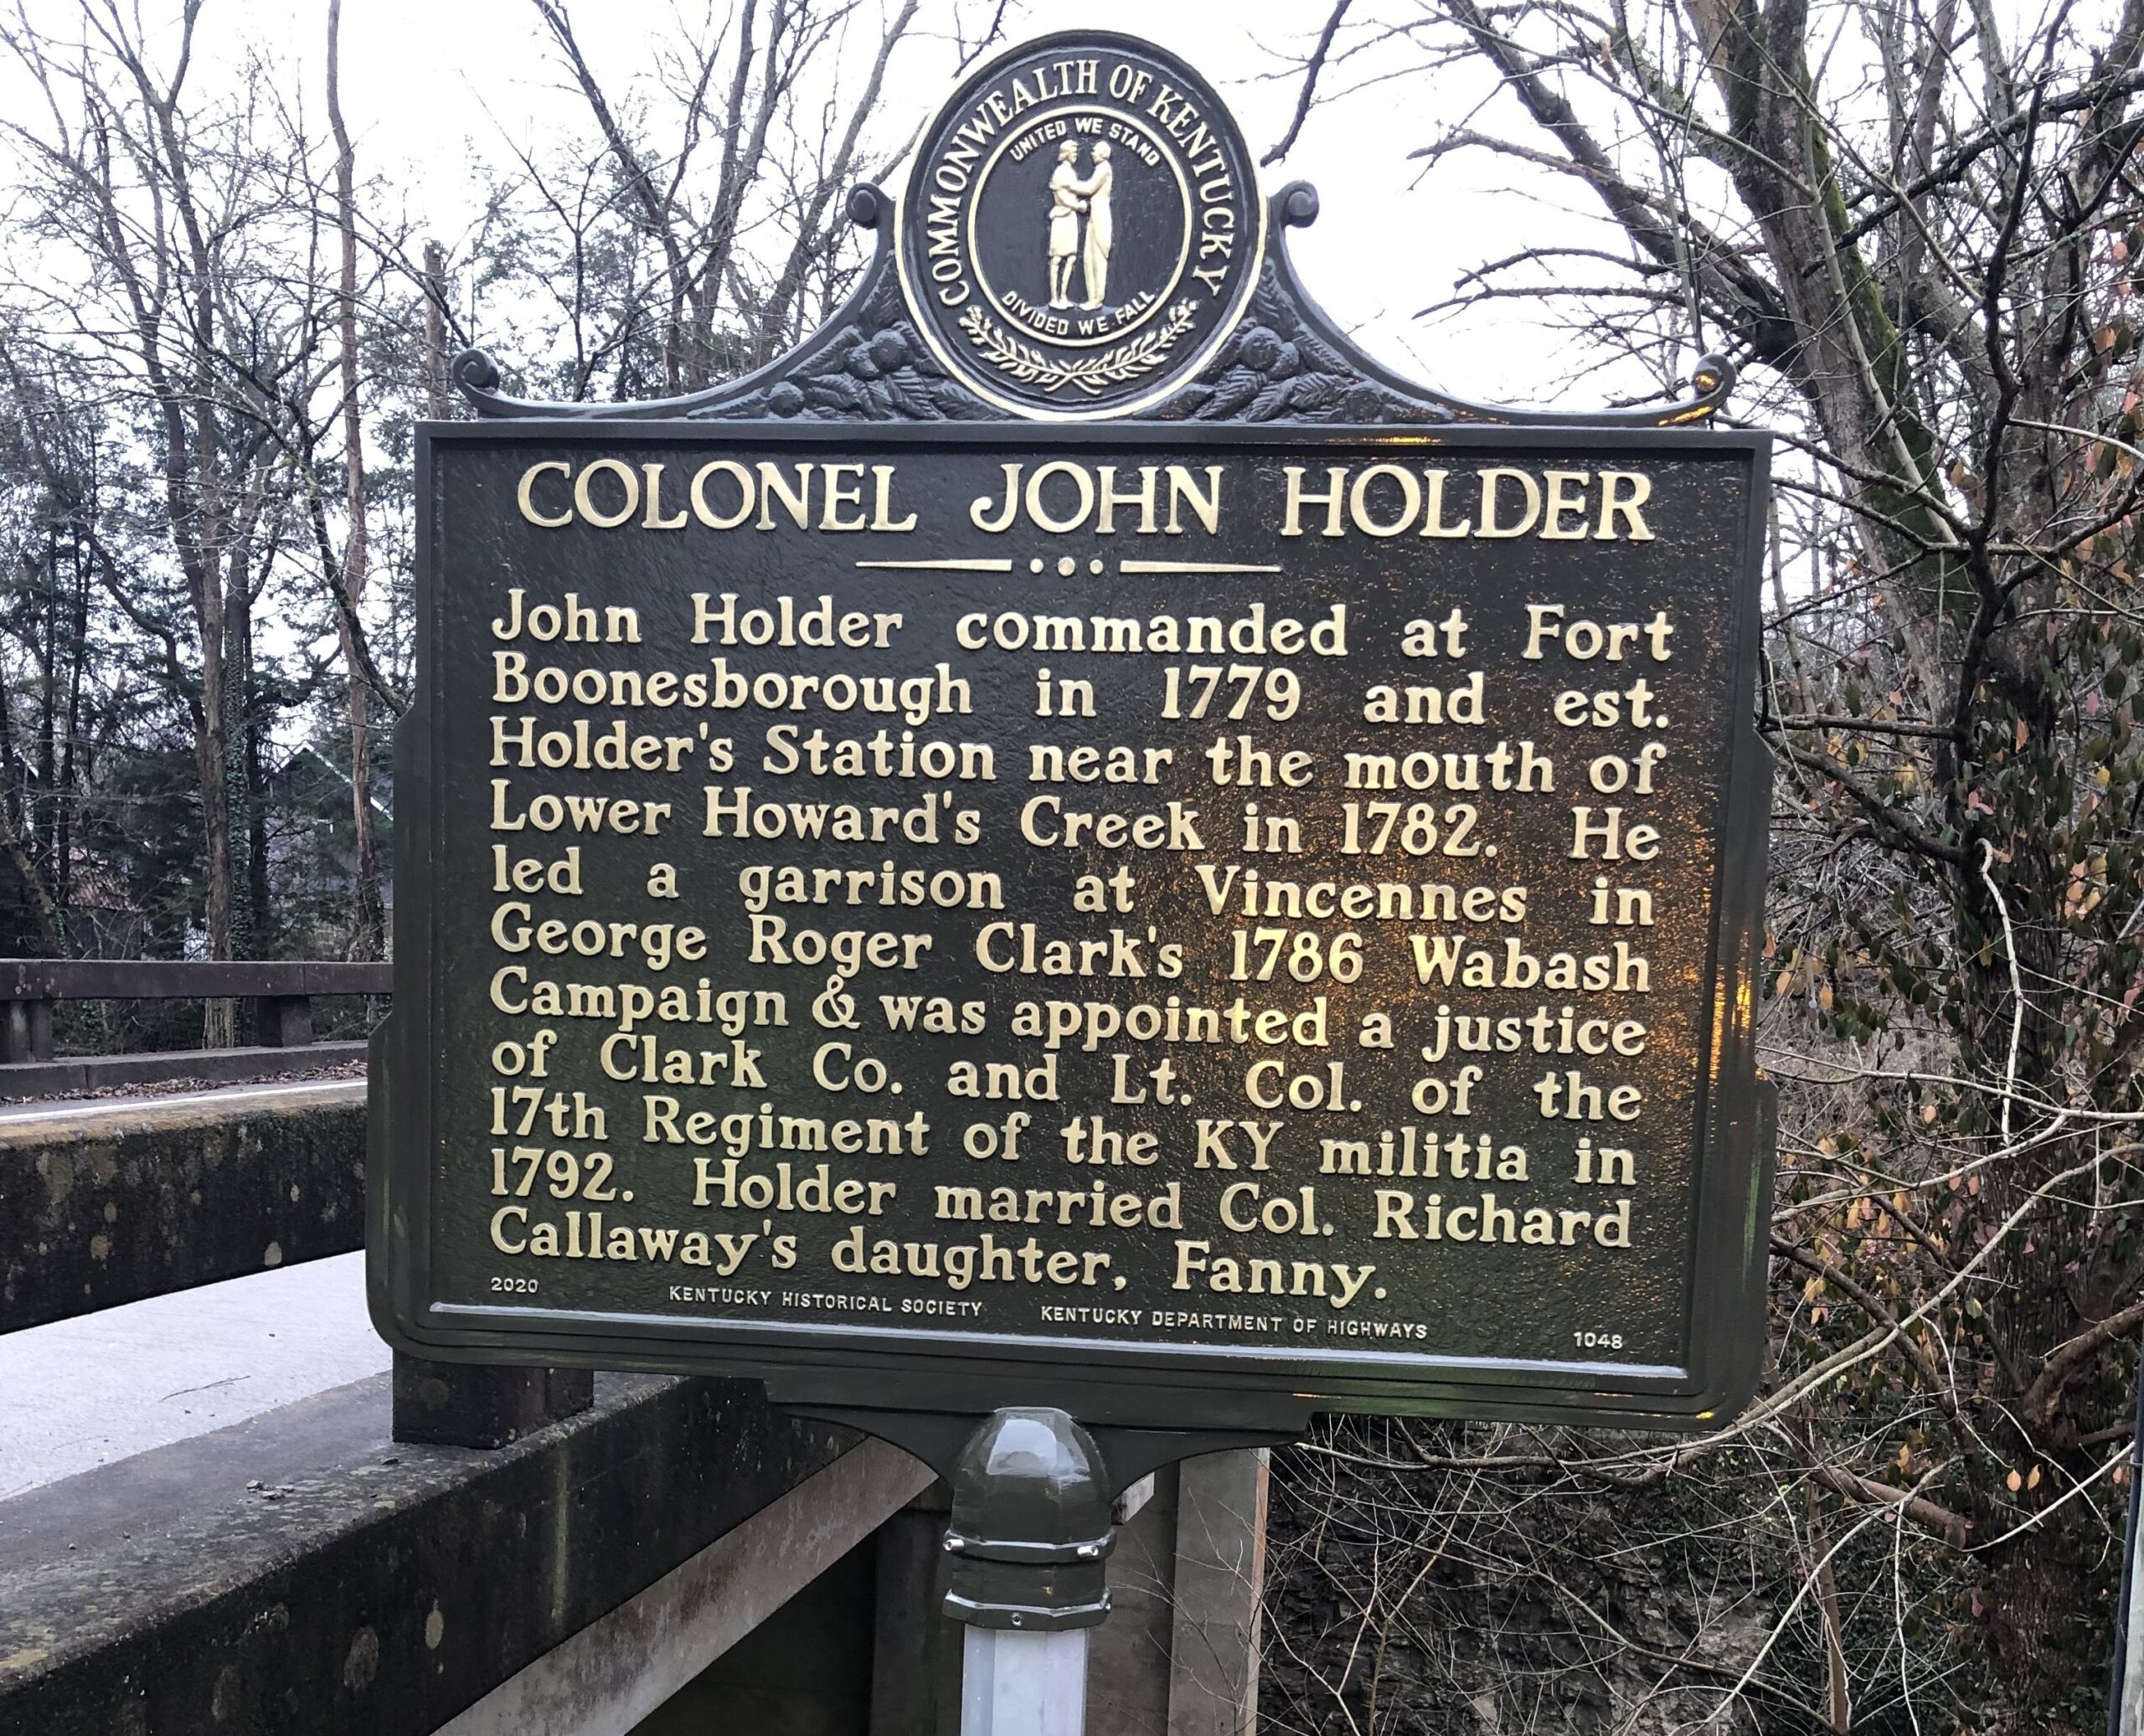 COMMONWEALTH OF KENTUCKY
UNITED WE STAND
DIVIDED WE FALL
COLONEL JOHN HOLDER
John Holder commanded at Fort
Boonesborough in 1779 and est.
Holder's Station near the mouth of
Lower Howard's Creek in 1782. He
led a garrison at Vincennes in
George Roger Clark's 1786 Wabash
Campaign & was appointed a justice
of Clark Co. and Lt. Col. of the
17th Regiment of the KY militia in
1792. Holder married Col. Richard
Callaway's daughter, Fanny.
2020 KENTUCKY HISTORICAL SOCIETY KENTUCKY DEPARTMENT OF HIGHWAYS 1048